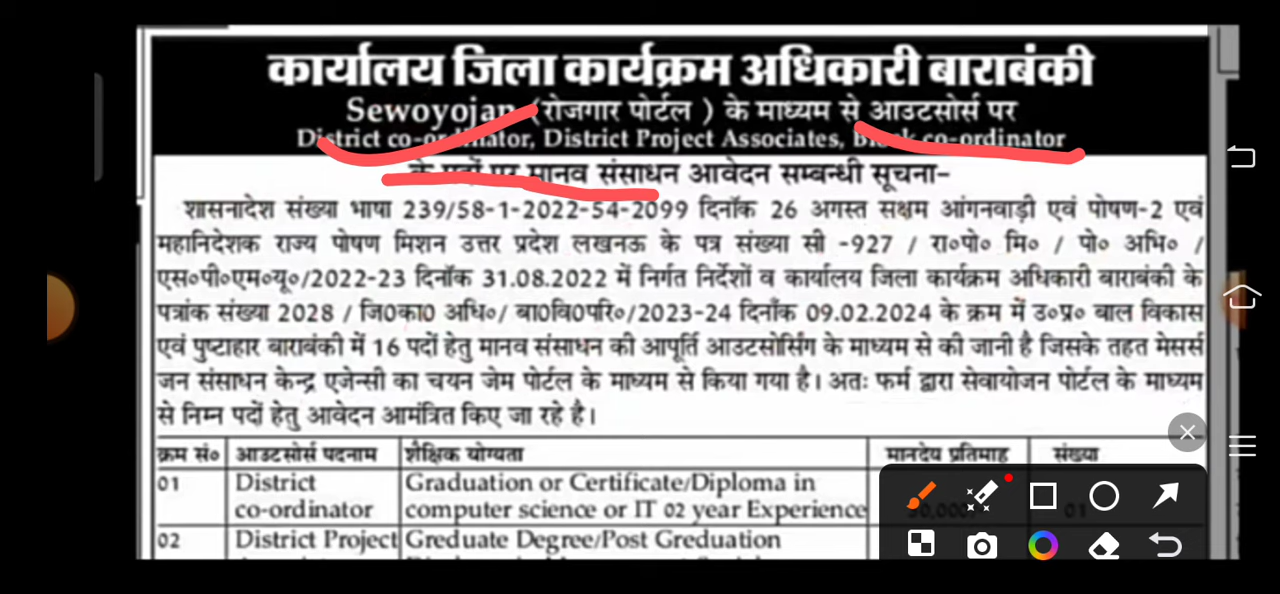 कार्यालय जिला कार्यक्रम अधिकारी बाराबंकी
Sewoyojan (रोजगार पोर्टल ) के माध्यम से आउटसोर्स पर
District co-ordinator, District Project Associates, Block co-ordinator
के पदों पर मानव संसाधन आवेदन सम्बन्धी सूचना-
शासनादेश संख्या भाषा 239/58-1-2022-54-2099 दिनॉक 26 अगस्त सक्षम आंगनवाड़ी एवं पोषण-2 एवं
महानिदेशक राज्य पोषण मिशन उत्तर प्रदेश लखनऊ के पत्र संख्या सी -927 / रा०पो० मि० / पो० अभि० /
एस०पी०एम०यू०/2022-23 दिनॉक 31.08.2022 में निर्गत निर्देशों व कार्यालय जिला कार्यक्रम अधिकारी बाराबंकी के
पत्रांक संख्या 2028 / जि0का0 अधि०/ बा0वि0परि०/2023-24 दिनाँक 09.02.2024 के क्रम में उ०प्र० बाल विकास
एवं पुष्टाहार बाराबंकी में 16 पदों हेतु मानव संसाधन की आपूर्ति आउटसोर्सिंग के माध्यम से की जानी है जिसके तहत मेसर्स
जन संसाधन केन्द्र एजेन्सी का चयन जेम पोर्टल के माध्यम से किया गया है। अतः फर्म द्वारा सेवायोजन पोर्टल के माध्यम
से निम्न पदों हेतु आवेदन आमंत्रित किए जा रहे है।
क्रम सं० आउटसोर्स पदनाम शैक्षिक योग्यता मानदेय प्रतिमाह संख्या
01 District co-ordinator Graduation or Certificate/Diploma in computer science or IT 02 year Experience
02 District Project Greduate Degree/Post Greduation